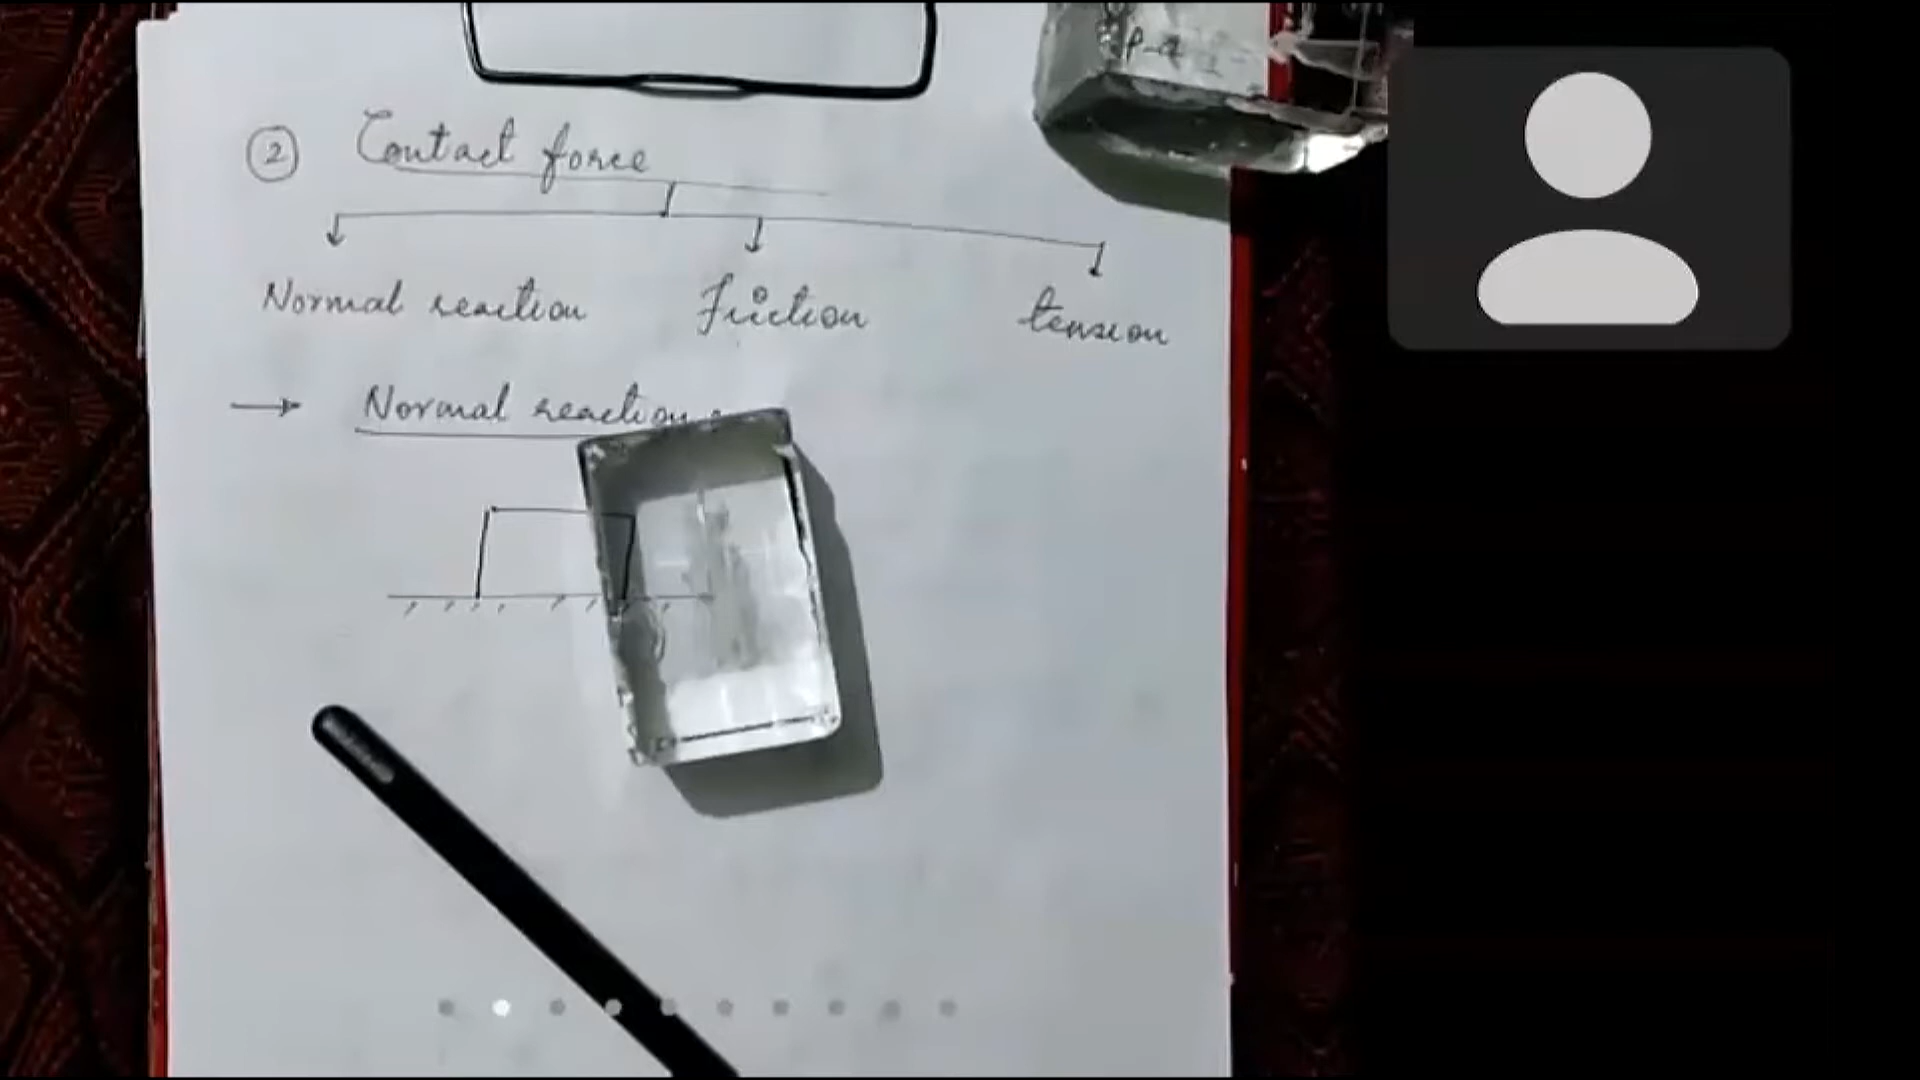 ② Contact force
Normal reaction friction tension
→ Normal reaction